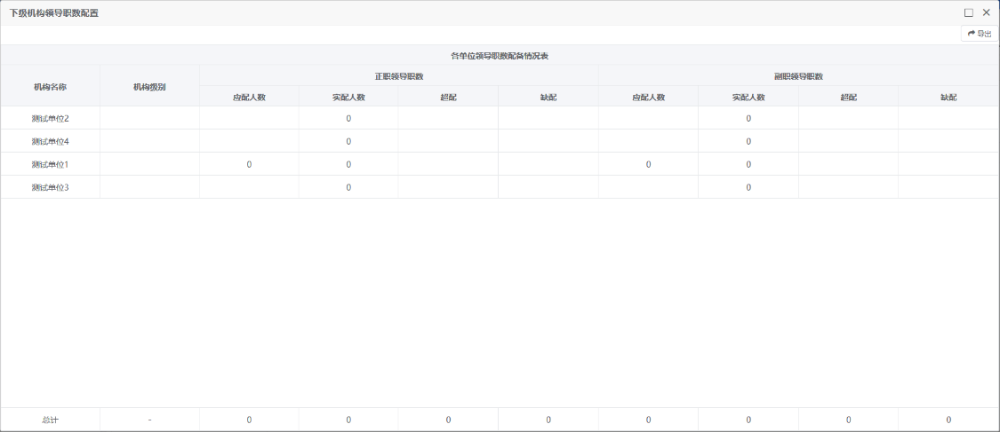 下级机构领导职数配置
导出
各单位领导职数配备情况表
机构名称 机构级别 正职领导职数 副职领导职数
应配人数 实配人数 超配 缺配 应配人数 实配人数 超配 缺配
测试单位2 0 0
测试单位4 0 0
测试单位1 0 0 0 0
测试单位3 0 0
总计 - 0 0 0 0 0 0 0 0